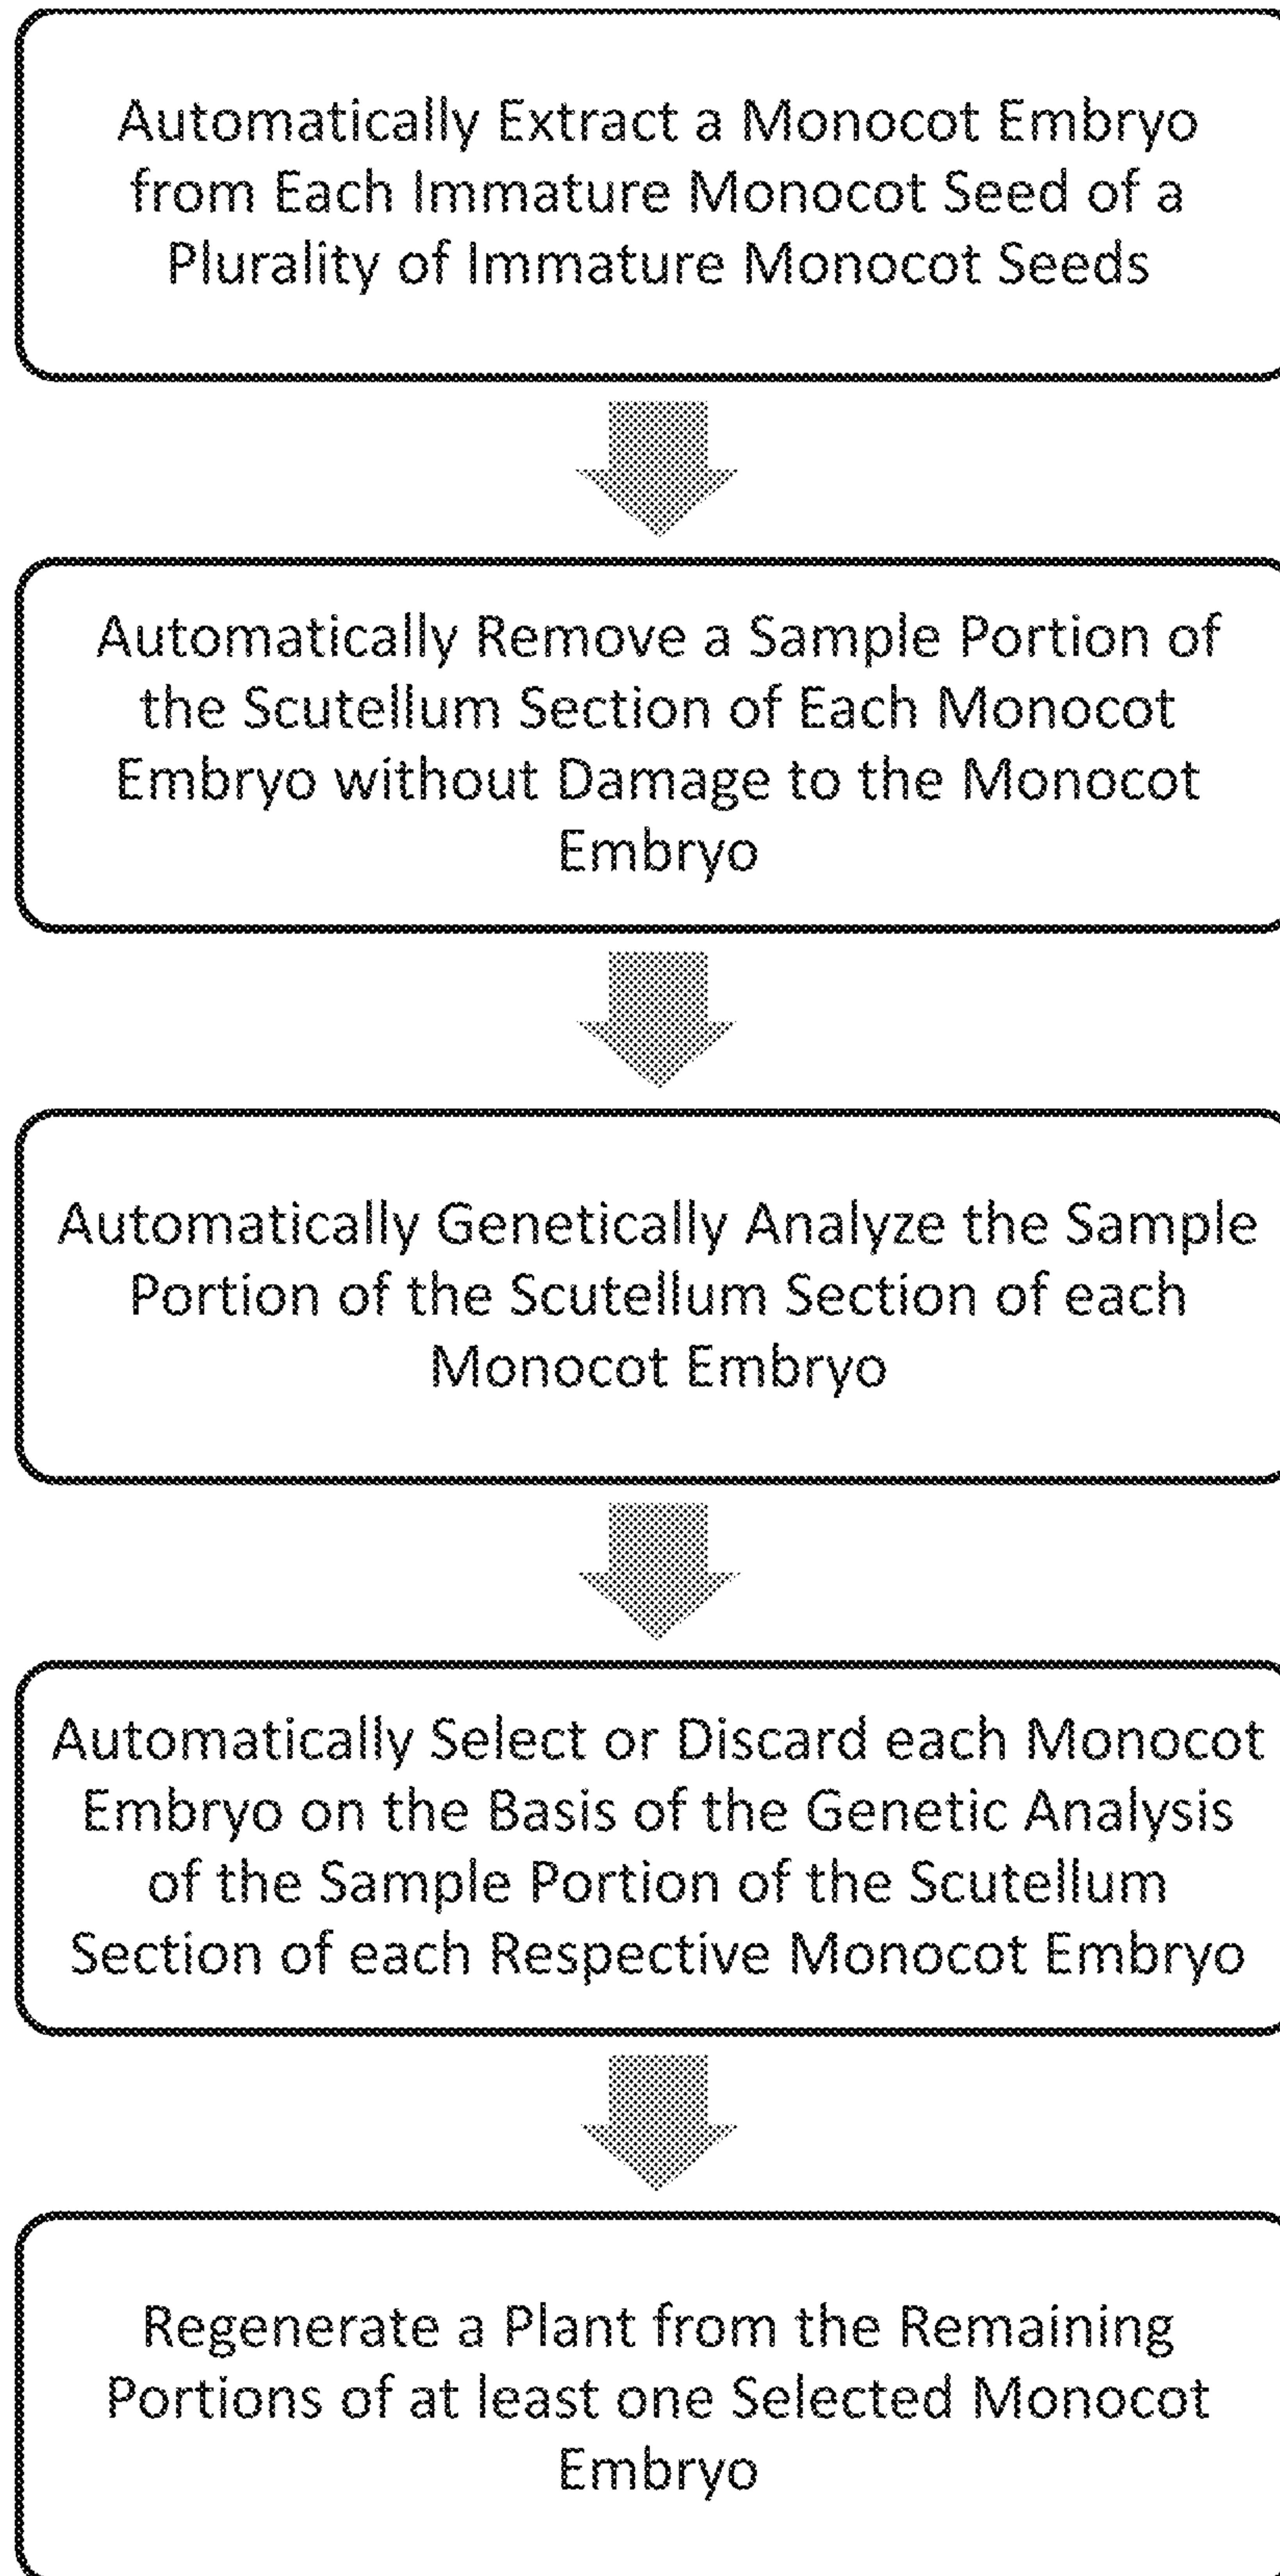 Automatically Extract a Monocot Embryo
from Each Immature Monocot Seed of a
Plurality of Immature Monocot Seeds
Automatically Remove a Sample Portion of
the Scutellum Section of Each Monocot
Embryo without Damage to the Monocot
Embryo
Automatically Genetically Analyze the Sample
Portion of the Scutellum Section of each
Monocot Embryo
Automatically Select or Discard each Monocot
Embryo on the Basis of the Genetic Analysis
of the Sample Portion of the Scutellum
Section of each Respective Monocot Embryo
Regenerate a Plant from the Remaining
Portions of at least one Selected Monocot
Embryo